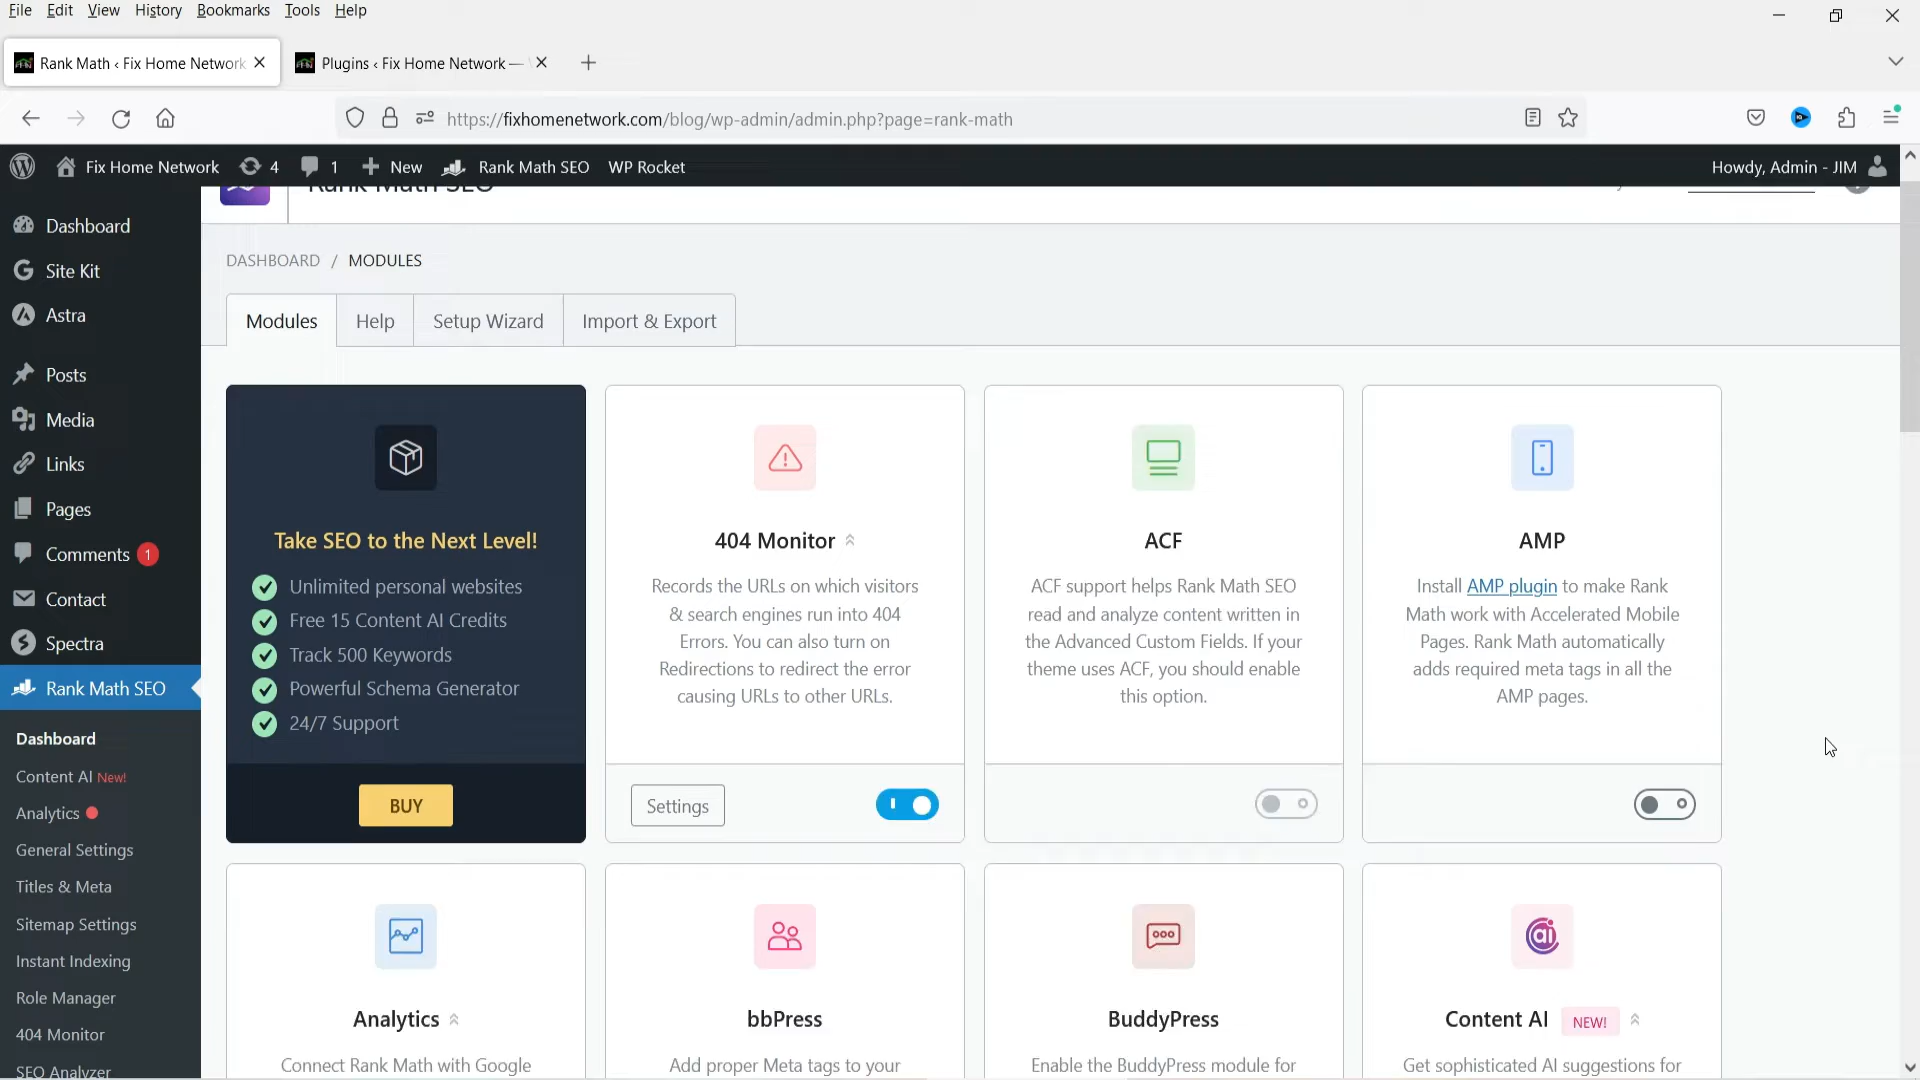 File Edit View History Bookmarks Tools Help
Rank Math ‹ Fix Home Network
Plugins ‹ Fix Home Network —
https://fixhomenetwork.com/blog/wp-admin/admin.php?page=rank-math
Fix Home Network 4 1 New Rank Math SEO WP Rocket
Howdy, Admin - JIM
Rank Math SEO
Dashboard
Site Kit
Astra
Posts
Media
Links
Pages
Comments 1
Contact
Spectra
Rank Math SEO
Dashboard
Content AI New!
Analytics
General Settings
Titles & Meta
Sitemap Settings
Instant Indexing
Role Manager
404 Monitor
SEO Analyzer
DASHBOARD / MODULES
Modules
Help
Setup Wizard
Import & Export
Take SEO to the Next Level!
Unlimited personal websites
Free 15 Content AI Credits
Track 500 Keywords
Powerful Schema Generator
24/7 Support
BUY
404 Monitor
Records the URLs on which visitors
& search engines run into 404
Errors. You can also turn on
Redirections to redirect the error
causing URLs to other URLs.
Settings
ACF
ACF support helps Rank Math SEO
read and analyze content written in
the Advanced Custom Fields. If your
theme uses ACF, you should enable
this option.
AMP
Install AMP plugin to make Rank
Math work with Accelerated Mobile
Pages. Rank Math automatically
adds required meta tags in all the
AMP pages.
Analytics
Connect Rank Math with Google
bbPress
Add proper Meta tags to your
BuddyPress
Enable the BuddyPress module for
Content AI NEW!
Get sophisticated AI suggestions for